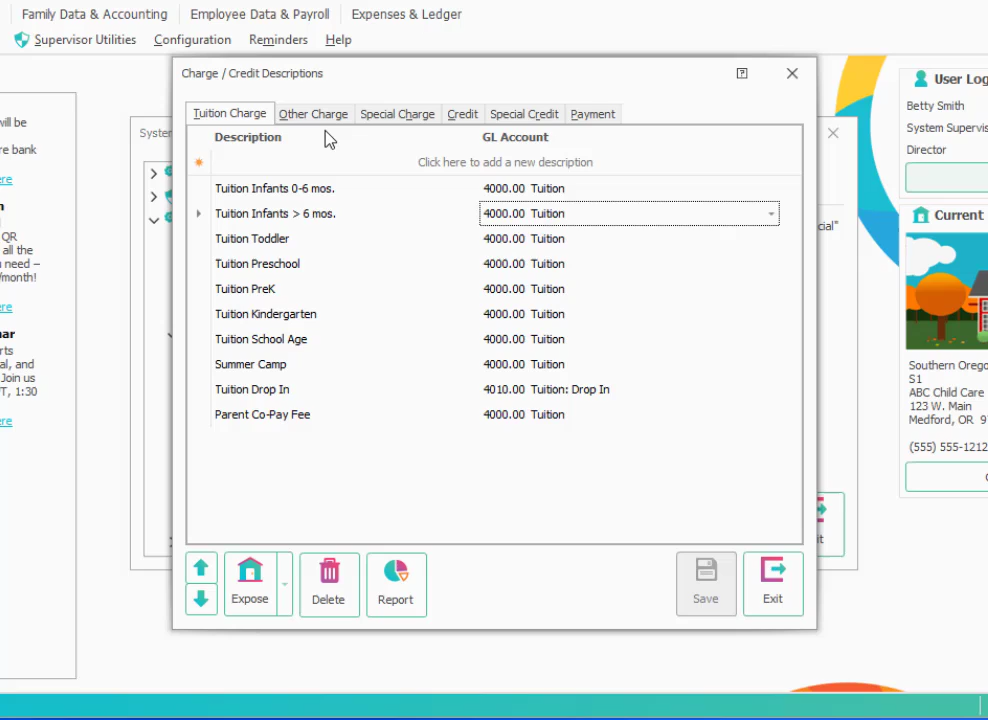 Family Data & Accounting
Employee Data & Payroll
Expenses & Ledger
Supervisor Utilities
Configuration
Reminders
Help
will be
re bank
ere
n
QR
all the
u need –
/month!
ere
nar
rts
al, and
Join us
T, 1:30
ere
System
cial"
it
Charge / Credit Descriptions
Tuition Charge
Other Charge
Special Charge
Credit
Special Credit
Payment
Description GL Account
Click here to add a new description
Tuition Infants 0-6 mos. 4000.00 Tuition
Tuition Infants > 6 mos. 4000.00 Tuition
Tuition Toddler 4000.00 Tuition
Tuition Preschool 4000.00 Tuition
Tuition PreK 4000.00 Tuition
Tuition Kindergarten 4000.00 Tuition
Tuition School Age 4000.00 Tuition
Summer Camp 4000.00 Tuition
Tuition Drop In 4010.00 Tuition: Drop In
Parent Co-Pay Fee 4000.00 Tuition
Expose
Delete
Report
Save
Exit
User Log
Betty Smith
System Supervis
Director
Current
Southern Orego
S1
ABC Child Care
123 W. Main
Medford, OR 9
(555) 555-1212